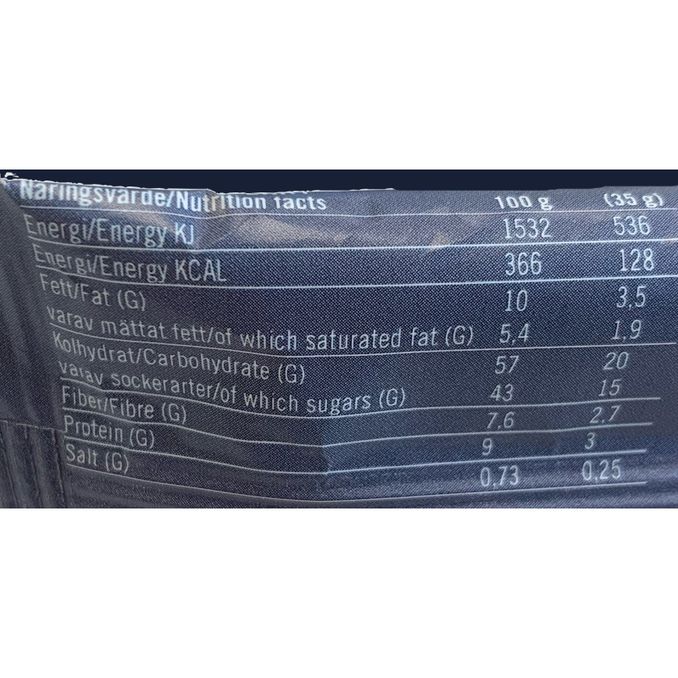 Näringsvärde/Nutrition facts 100 g (35 g)
Energi/Energy KJ 1532 536
Energi/Energy KCAL 366 128
Fett/Fat (G) 10 3.5
varav mättat fett/of which saturated fat (G) 5,4 1,9
Kolhydrat/Carbohydrate (G) 57 20
varav sockerarter/of which sugars (G) 43 15
Fiber/Fibre (G) 7.6 2.7
Protein (G) 9 3
Salt (G) 0,73 0,25